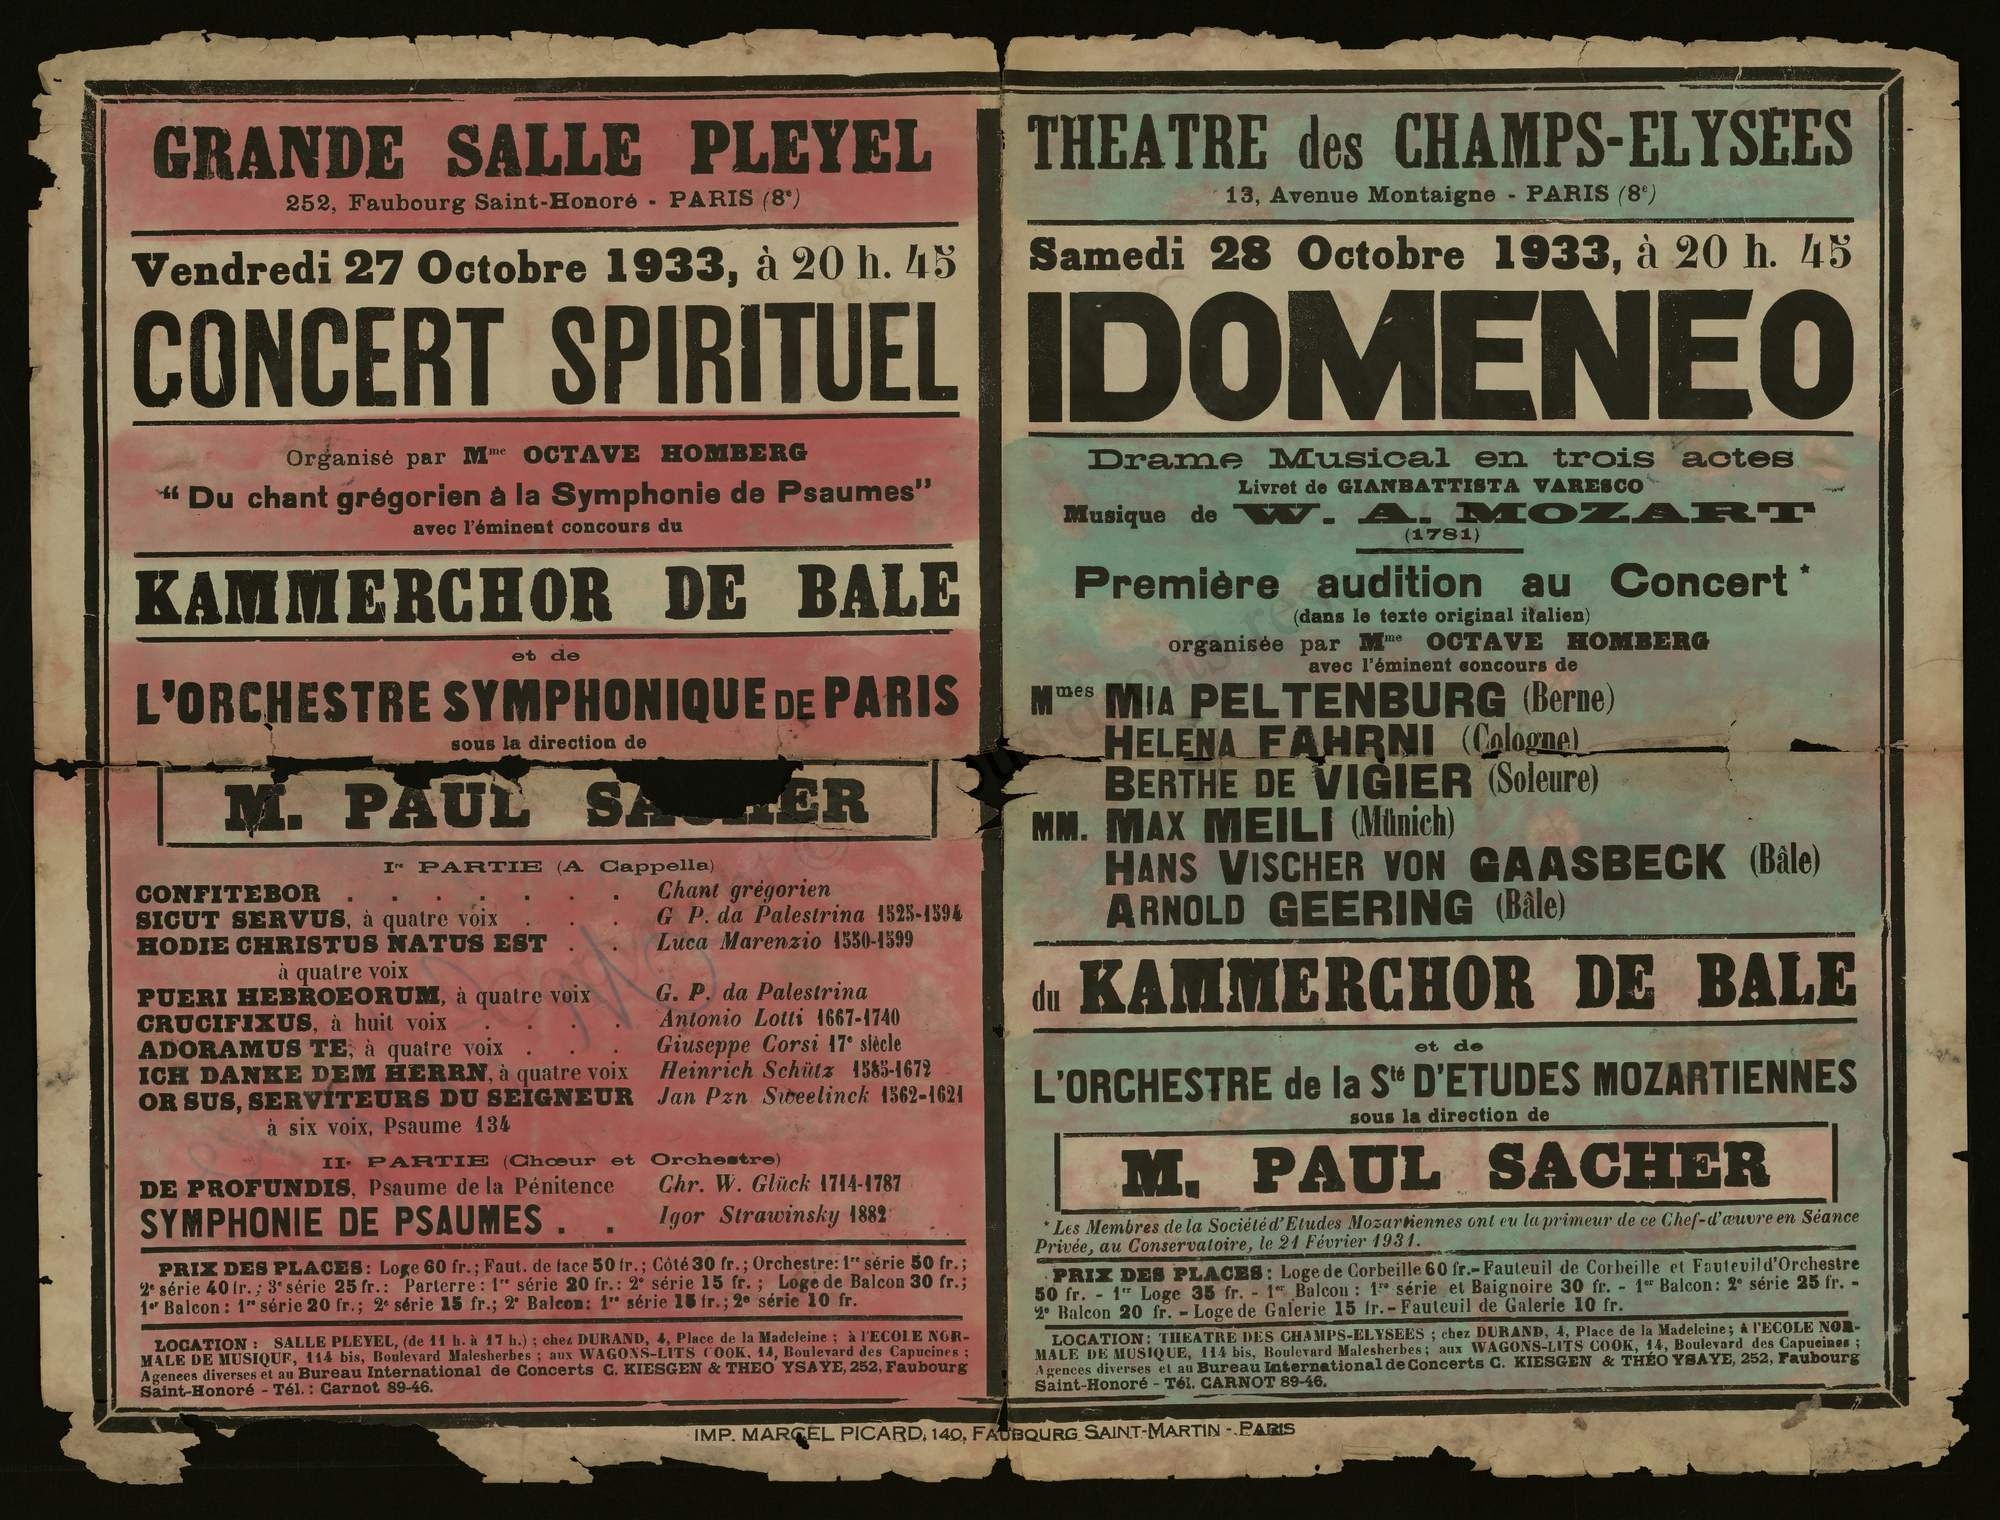 GRANDE SALLE PLEYEL
252, Faubourg Saint-Honoré - PARIS (8e)
Vendredi 27 Octobre 1933, à 20 h. 45
CONCERT SPIRITUEL
Organisé par Mme OCTAVE HOMBERG
“ Du chant grégorien à la Symphonie de Psaumes”
avec l'éminent concours du
KAMMERCHOR DE BALE
et de
L'ORCHESTRE SYMPHONIQUE DE PARIS
sous la direction de
M. PAUL SACHER
Ire PARTIE (A Cappella)
CONFITEBOR . . . . . . . Chant grégorien
SICUT SERVUS, à quatre voix . . . G P. da Palestrina 1525-1594
HODIE CHRISTUS NATUS EST . . Luca Marenzio 1550-1599
à quatre voix
PUERI HEBROEORUM, à quatre voix G. P. da Palestrina
CRUCIFIXUS, à huit voix . . . . Antonio Lotti 1667-1740
ADORAMUS TE, à quatre voix . . . Giuseppe Corsi 17e siècle
ICH DANKE DEM HERRN, à quatre voix Heinrich Schütz 1585-1672
OR SUS, SERVITEURS DU SEIGNEUR Jan Pzn Sweelinck 1562-1621
à six voix, Psaume 134
IIe PARTIE (Chœur et Orchestre)
DE PROFUNDIS, Psaume de la Pénitence Chr. W. Glück 1714-1787
SYMPHONIE DE PSAUMES . . Igor Strawinsky 1882
PRIX DES PLACES: Loge 60 fr.; Faut. de face 50 fr.; Côté 30 fr.; Orchestre: 1re série 50 fr.;
2e série 40 fr.; 3e série 25 fr.: Parterre: 1re série 20 fr.: 2e série 15 fr.; Loge de Balcon 30 fr.;
1er Balcon: 1re série 20 fr.; 2e série 15 fr.; 2e Balcon: 1re série 15 fr.; 2e série 10 fr.
LOCATION: SALLE PLEYEL, (de 11 h. à 17 h.); chez DURAND, 4, Place de la Madeleine; à l'ECOLE NOR-
MALE DE MUSIQUE, 114 bis, Boulevard Malesherbes; aux WAGONS-LITS COOK, 14, Boulevard des Capucines;
Agences diverses et au Bureau International de Concerts C. KIESGEN & THEO YSAYE, 252, Faubourg
Saint-Honoré - Tél.: Carnot 89-46.
THEATRE des CHAMPS-ELYSÉES
13, Avenue Montaigne - PARIS (8e)
Samedi 28 Octobre 1933, à 20 h. 45
IDOMENEO
Drame Musical en trois actes
Livret de GIANBATTISTA VARESCO
Musique de W. A. MOZART
(1781)
Première audition au Concert *
(dans le texte original italien)
organisée par Mme OCTAVE HOMBERG
avec l'éminent concours de
Mmes MIA PELTENBURG (Berne)
HELENA FAHRNI (Cologne)
BERTHE DE VIGIER (Soleure)
MM. MAX MEILI (Münich)
HANS VISCHER VON GAASBECK (Bâle)
ARNOLD GEERING (Bâle)
du KAMMERCHOR DE BALE
et de
L'ORCHESTRE de la Sté D'ETUDES MOZARTIENNES
sous la direction de
M. PAUL SACHER
* Les Membres de la Société d'Etudes Mozartiennes ont eu la primeur de ce Chef-d'œuvre en Séance
Privée, au Conservatoire, le 21 Février 1931.
PRIX DES PLACES: Loge de Corbeille 60 fr.- Fauteuil de Corbeille et Fauteuil d'Orchestre
50 fr. - 1re Loge 35 fr. - 1er Balcon: 1re série et Baignoire 30 fr. - 1er Balcon: 2e série 25 fr. -
2e Balcon 20 fr. - Loge de Galerie 15 fr. - Fauteuil de Galerie 10 fr.
LOCATION: THEATRE DES CHAMPS-ELYSEES; chez DURAND, 4, Place de la Madeleine; à l'ECOLE NOR-
MALE DE MUSIQUE, 114 bis, Boulevard Malesherbes; aux WAGONS-LITS COOK, 14, Boulevard des Capucines;
Agences diverses et au Bureau International de Concerts C. KIESGEN & THÉO YSAYE, 252, Faubourg
Saint-Honoré - Tél. CARNOT 89-46.
IMP. MARCEL PICARD, 140, FAUBOURG SAINT-MARTIN - PARIS